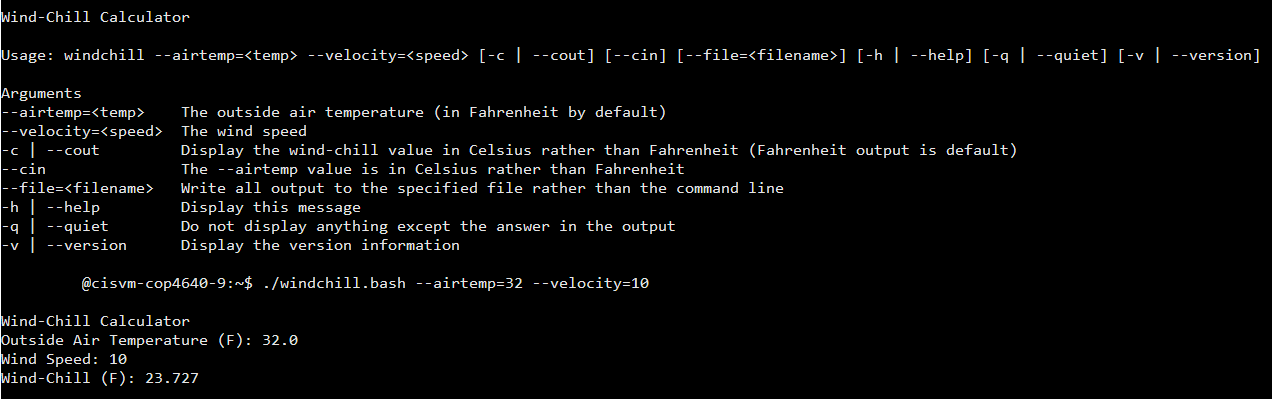 Wind-Chill Calculator
Usage: windchill --airtemp=<temp> --velocity=<speed> [-c | --cout] [--cin] [--file=<filename>] [-h | --help] [-q | --quiet] [-v | --version]
Arguments
--airtemp=<temp>    The outside air temperature (in Fahrenheit by default)
--velocity=<speed>  The wind speed
-c | --cout         Display the wind-chill value in Celsius rather than Fahrenheit (Fahrenheit output is default)
--cin               The --airtemp value is in Celsius rather than Fahrenheit
--file=<filename>   Write all output to the specified file rather than the command line
-h | --help         Display this message
-q | --quiet        Do not display anything except the answer in the output
-v | --version      Display the version information
@cisvm-cop4640-9:~$ ./windchill.bash --airtemp=32 --velocity=10
Wind-Chill Calculator
Outside Air Temperature (F): 32.0
Wind Speed: 10
Wind-Chill (F): 23.727